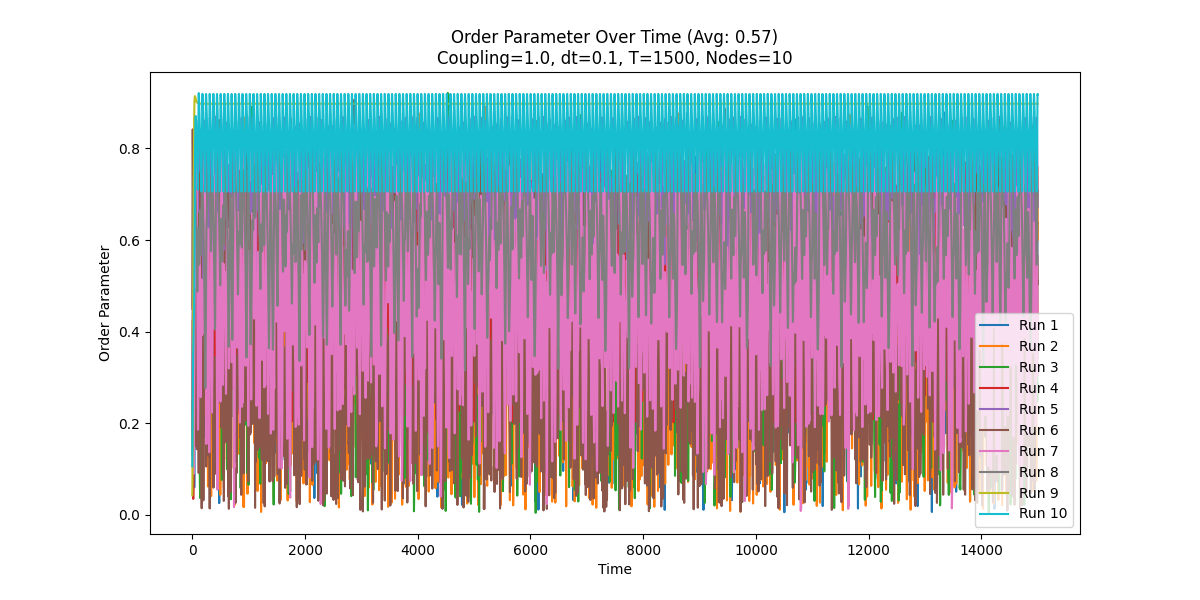 Order Parameter Over Time (Avg: 0.57)
Coupling=1.0, dt=0.1, T=1500, Nodes=10
Order Parameter
0.8
0.6
0.4
0.2
0.0
Run 1
Run 2
Run 3
Run 4
Run 5
Run 6
Run 7
Run 8
Run 9
Run 10
0 2000 4000 6000 8000 10000 12000 14000
Time